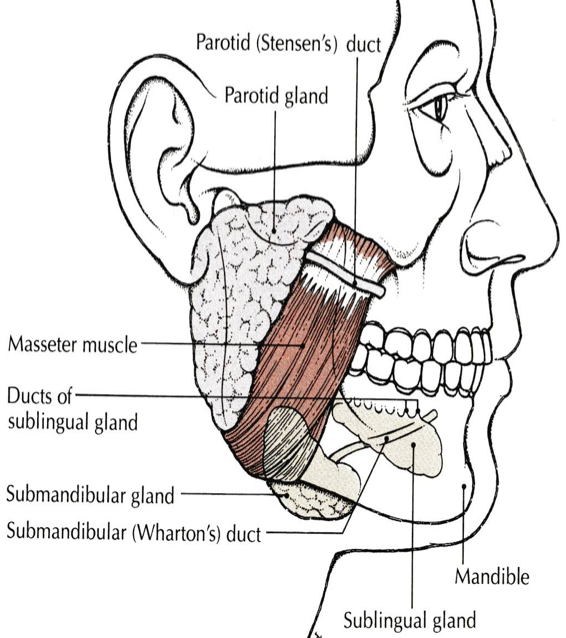 Parotid (Stensen's) duct
Parotid gland
Masseter muscle
Ducts of
sublingual gland
Submandibular gland
Submandibular (Wharton's) duct
Mandible
Sublingual gland